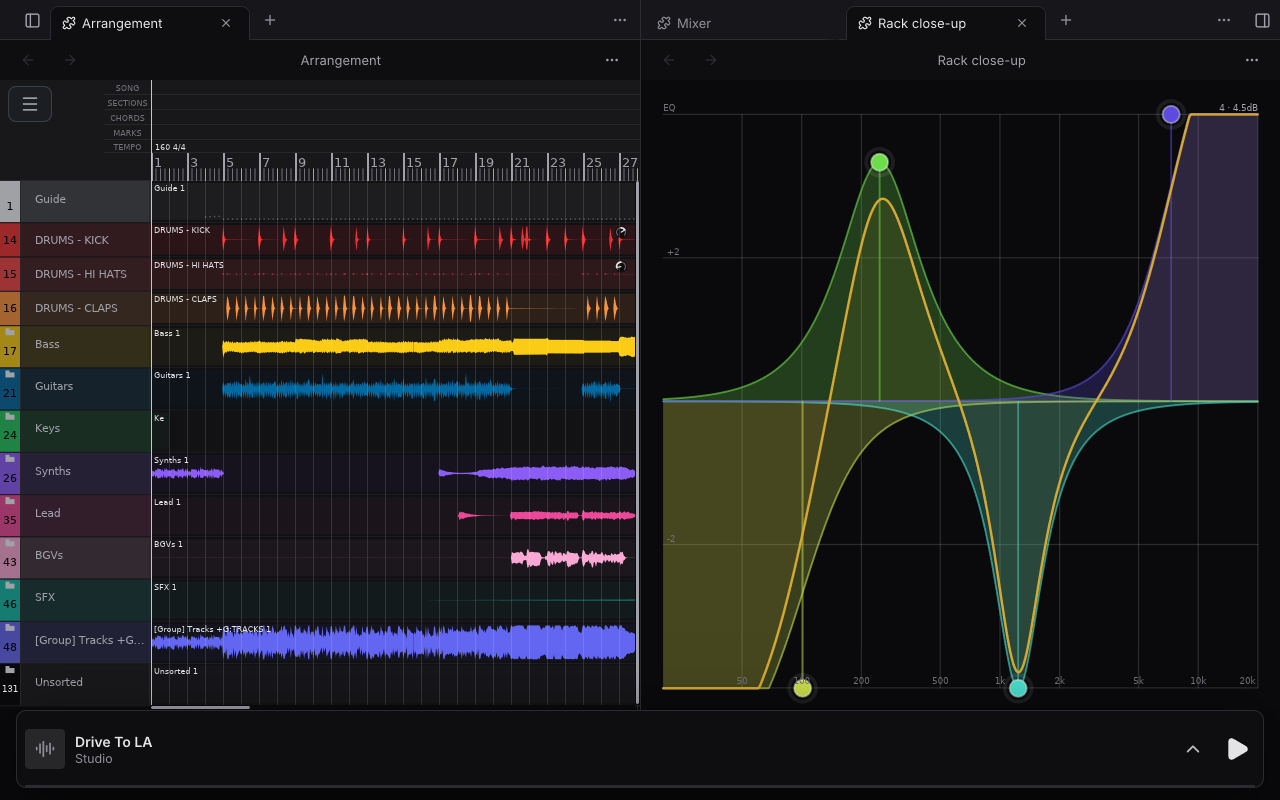 Arrangement
Mixer
Rack close-up
Arrangement
Rack close-up
SONG
SECTIONS
CHORDS
MARKS
TEMPO
160 4/4
1 3 5 7 9 11 13 15 17 19 21 23 25 27
1 Guide
Guide 1
14 DRUMS - KICK
DRUMS - KICK
15 DRUMS - HI HATS
DRUMS - HI HATS
16 DRUMS - CLAPS
DRUMS - CLAPS
17 Bass
Bass 1
21 Guitars
Guitars 1
24 Keys
Ke
26 Synths
Synths 1
35 Lead
Lead 1
43 BGVs
BGVs 1
46 SFX
SFX 1
48 [Group] Tracks +G...
[Group] Tracks +G:TRACKS 1
131 Unsorted
Unsorted 1
EQ
4 · 4.5dB
+2
-2
50 100 200 500 1k 2k 5k 10k 20k
Drive To LA
Studio